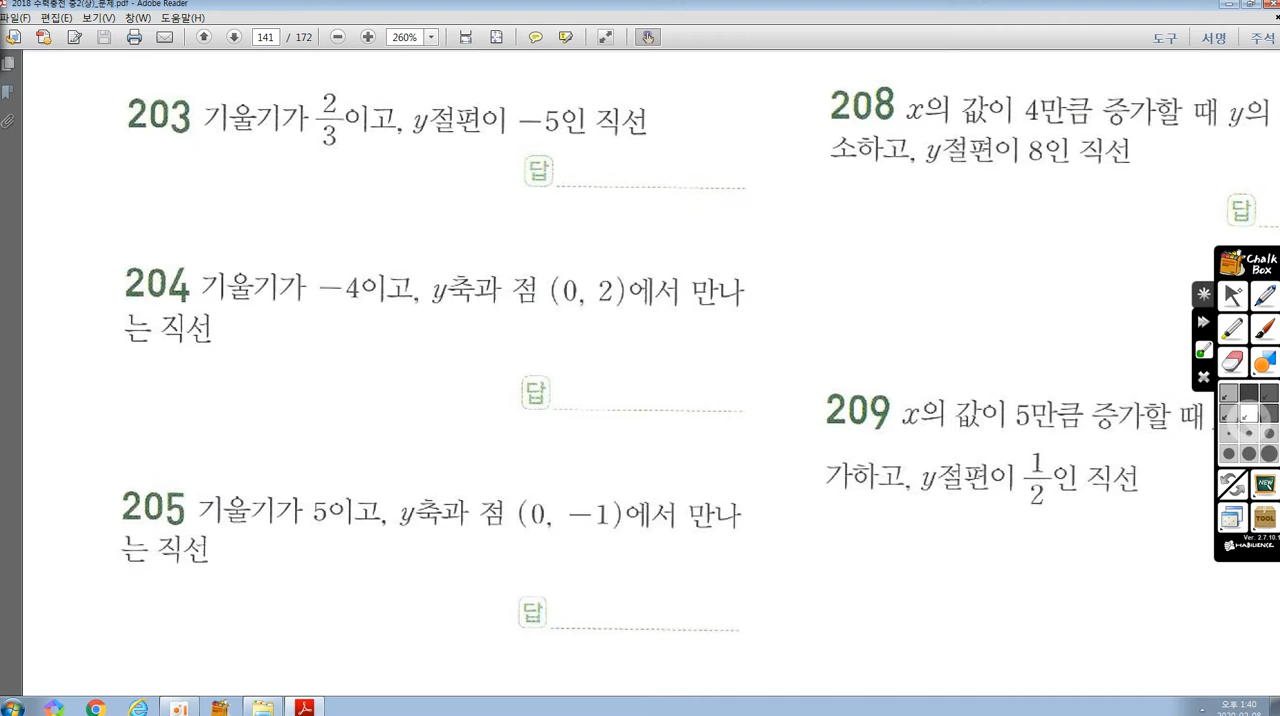 2018 수력충전 중2(상)_문제.pdf - Adobe Reader
파일(F) 편집(E) 보기(V) 창(W) 도움말(H)
141 / 172 260% 도구 서명 주석
203 기울기가 2/3이고, y절편이 −5인 직선
답
204 기울기가 −4이고, y축과 점 (0, 2)에서 만나
는 직선
답
205 기울기가 5이고, y축과 점 (0, −1)에서 만나
는 직선
답
208 x의 값이 4만큼 증가할 때 y의
소하고, y절편이 8인 직선
답
209 x의 값이 5만큼 증가할 때
가하고, y절편이 1/2인 직선
Chalk
Box
NEW
TOOL
Ver. 2.7.10.1
HABILIENCE
오후 1:40